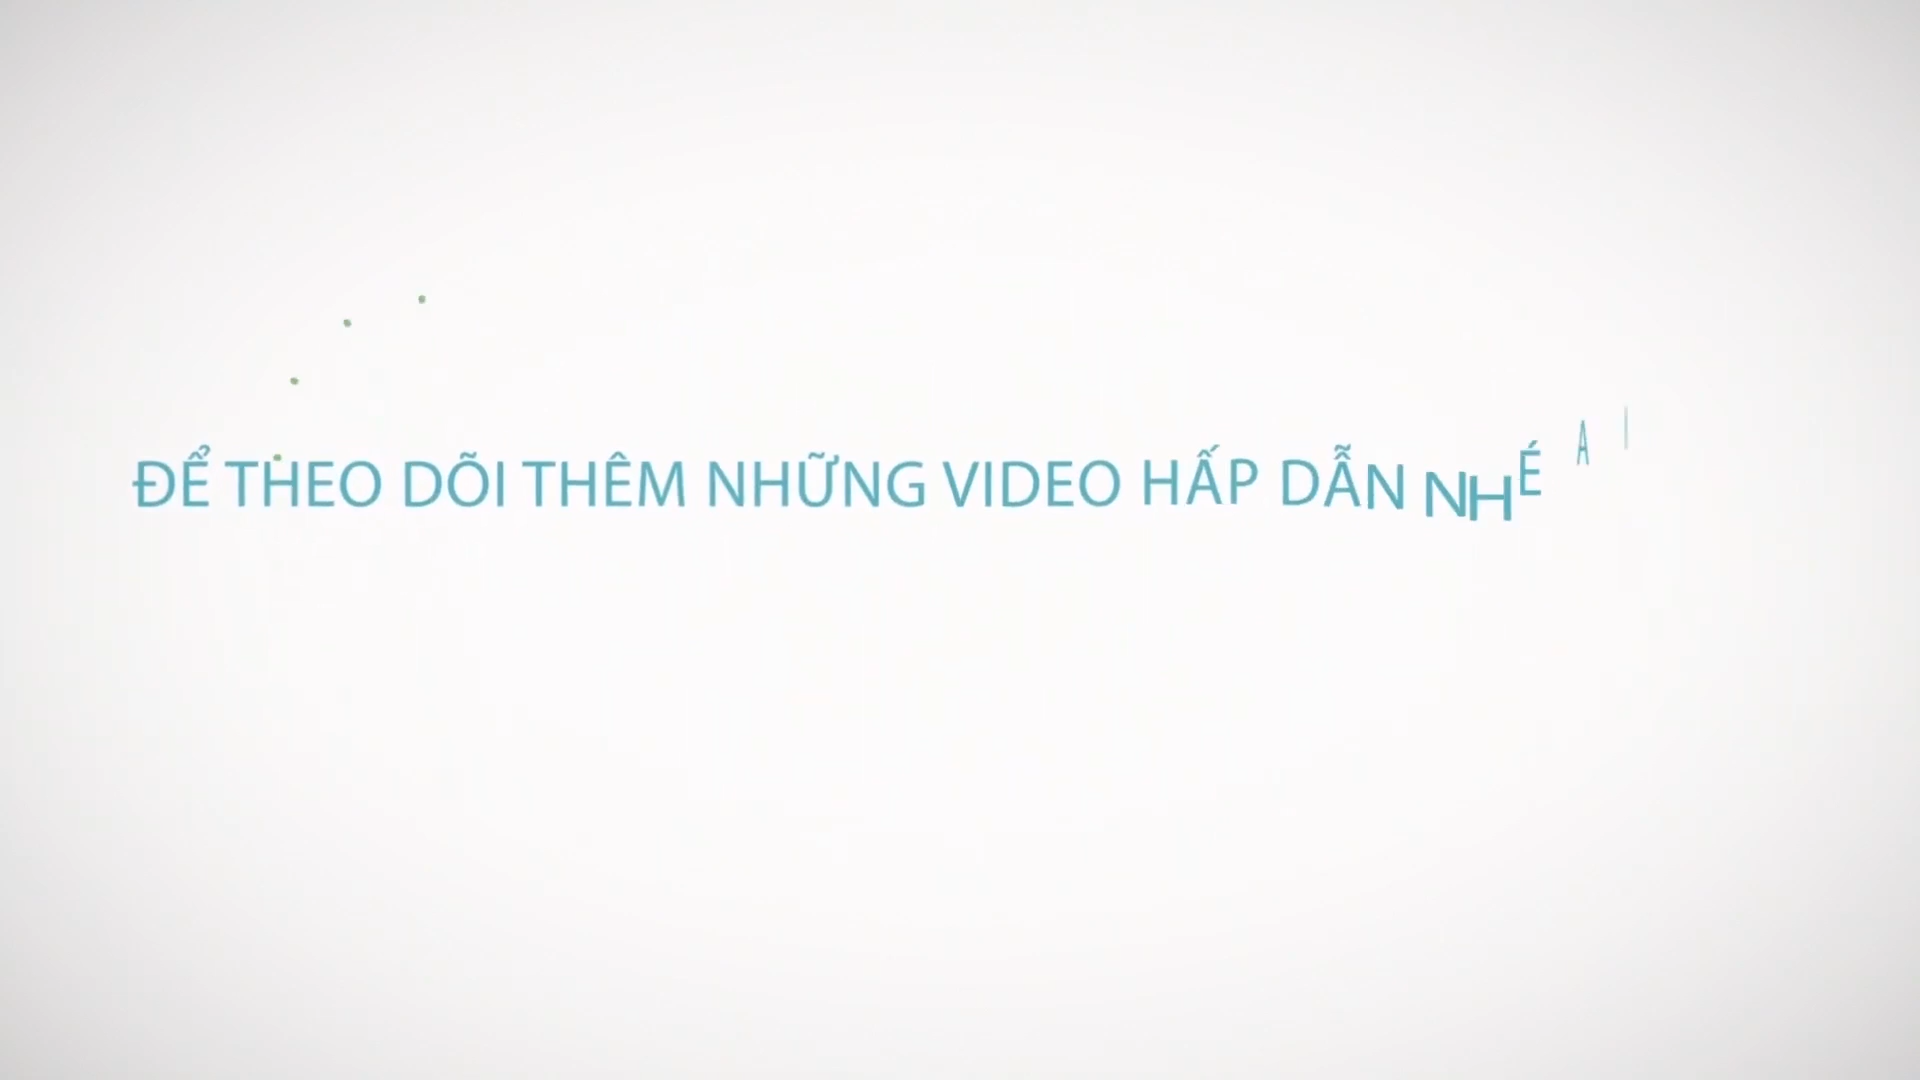 ĐỂ THEO DÕI THÊM NHỮNG VIDEO HẤP DẪN NHÉ